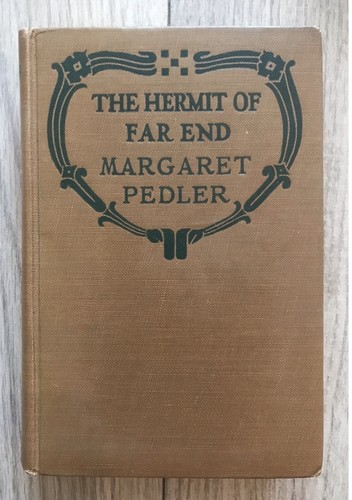 THE HERMIT OF
FAR END
MARGARET
PEDLER